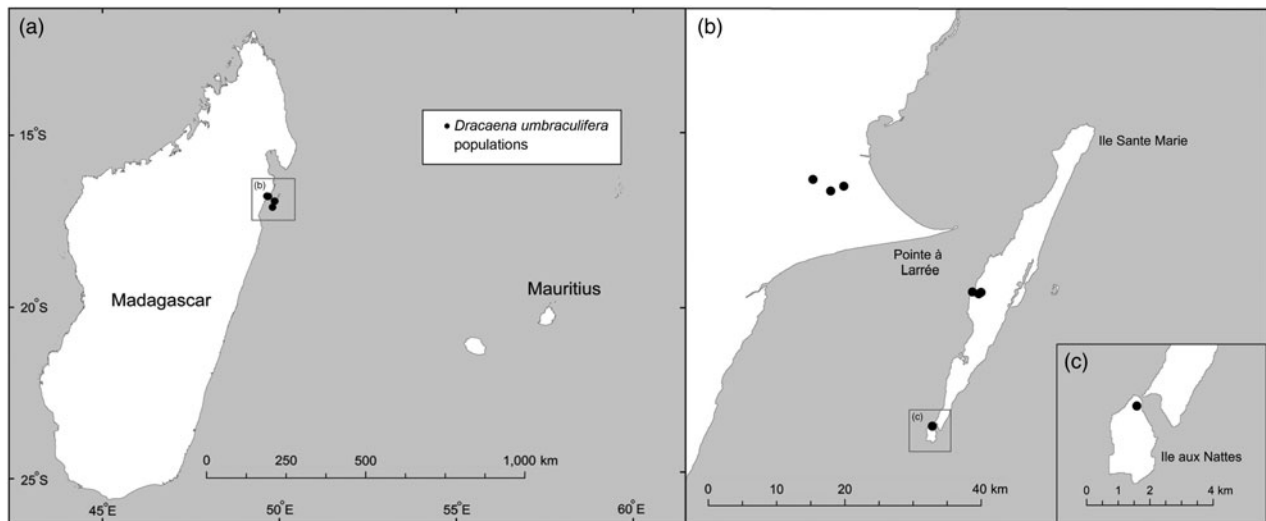 (a)
15°S
20°S
25°S
45°E
50°E
55°E
60°E
• Dracaena umbraculifera
populations
(b)
Madagascar
Mauritius
0
250
500
1,000 km
(b)
Ile Sante Marie
Pointe à
Larrée
(c)
0
10
20
40 km
(c)
Ile aux Nattes
0
1
2
4 km